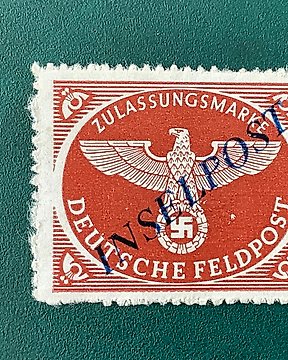 ZULASSUNGSMARKE
INSELPOST
DEUTSCHE FELDPOST